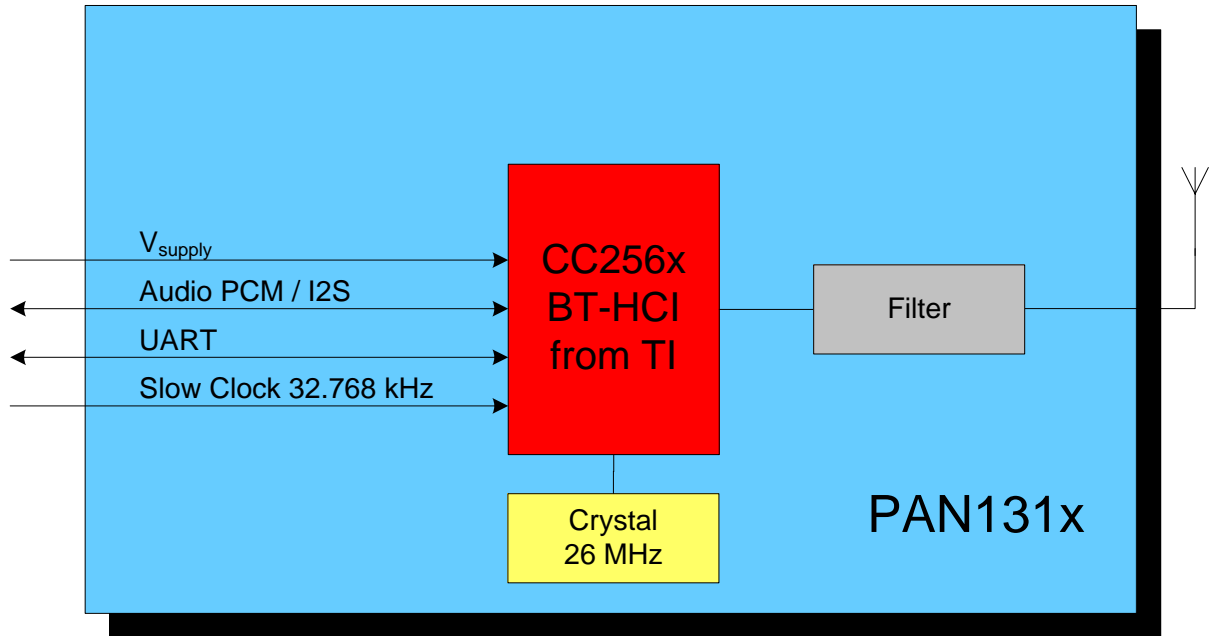 V_supply
Audio PCM / I2S
UART
Slow Clock 32.768 kHz
CC256x
BT-HCI
from TI
Filter
Crystal
26 MHz
PAN131x